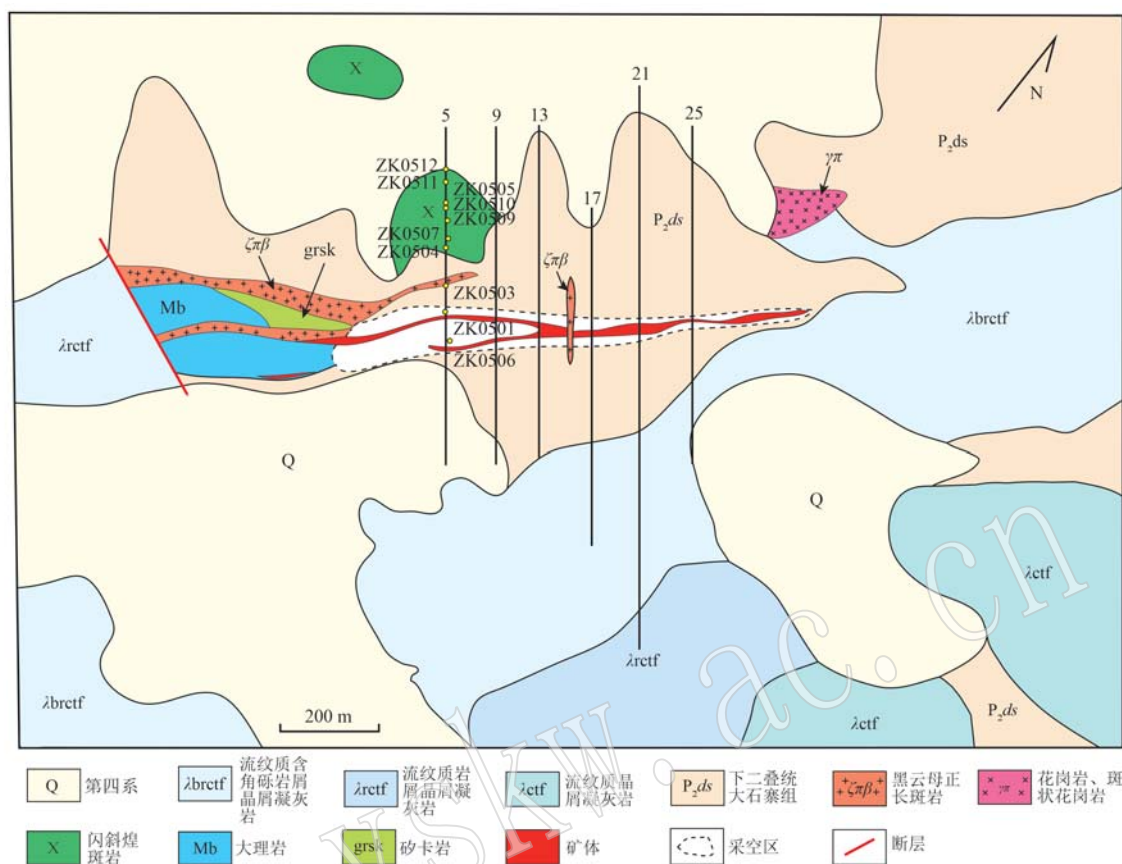 X
21
5
9
13
25
N
P₂ds
γπ
ZK0512
ZK0511
ZK0505
ZK0510
ZK0509
X
ZK0507
ZK0504
17
P₂ds
ζπβ
grsk
ζπβ
ZK0503
Mb
λbrctf
λrctf
ZK0501
ZK0506
Q
Q
λctf
λrctf
λbrctf
200 m
λctf
P₂ds
yskw.ac.cn
Q 第四系
λbrctf 流纹质含
角砾岩屑
晶屑凝灰
岩
λrctf 流纹质岩
屑晶屑凝
灰岩
λctf 流纹质晶
屑凝灰岩
P₂ds 下二叠统
大石寨组
ζπβ 黑云母正
长斑岩
γπ 花岗岩、斑
状花岗岩
X 闪斜煌
斑岩
Mb 大理岩
grsk 矽卡岩
矿体
采空区
断层